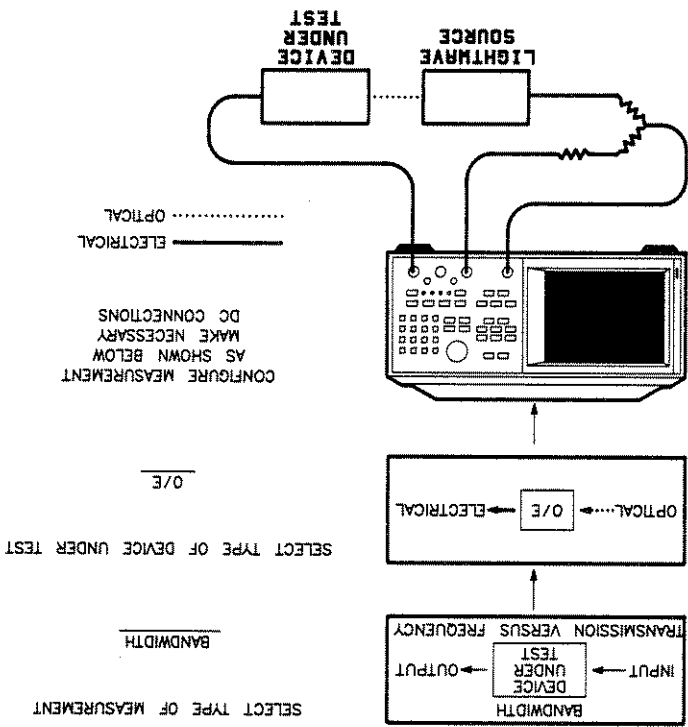 SELECT TYPE OF MEASUREMENT
BANDWIDTH
BANDWIDTH
INPUT
DEVICE
UNDER
TEST
OUTPUT
TRANSMISSION VERSUS FREQUENCY
SELECT TYPE OF DEVICE UNDER TEST
O/E
OPTICAL
O/E
ELECTRICAL
CONFIGURE MEASUREMENT
AS SHOWN BELOW
MAKE NECESSARY
DC CONNECTIONS
ELECTRICAL
OPTICAL
LIGHTWAVE
SOURCE
DEVICE
UNDER
TEST